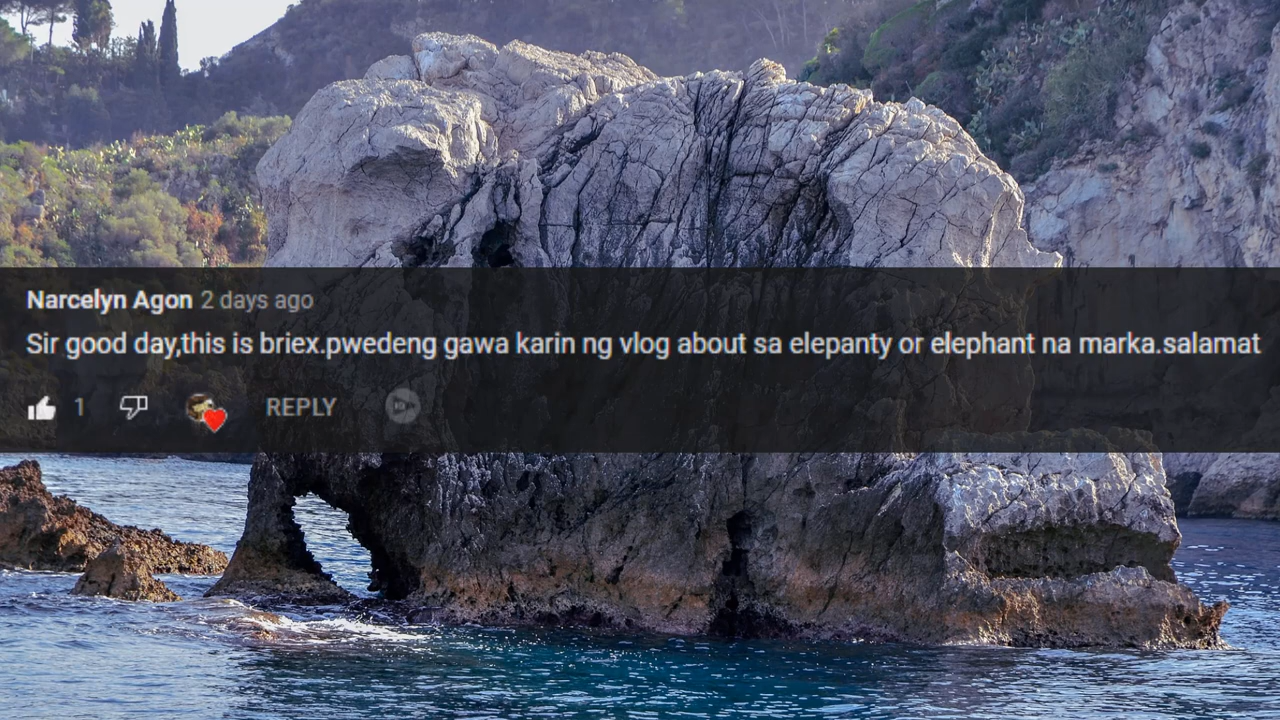 Narcelyn Agon 2 days ago
Sir good day,this is briex.pwedeng gawa karin ng vlog about sa elepanty or elephant na marka.salamat
1
REPLY